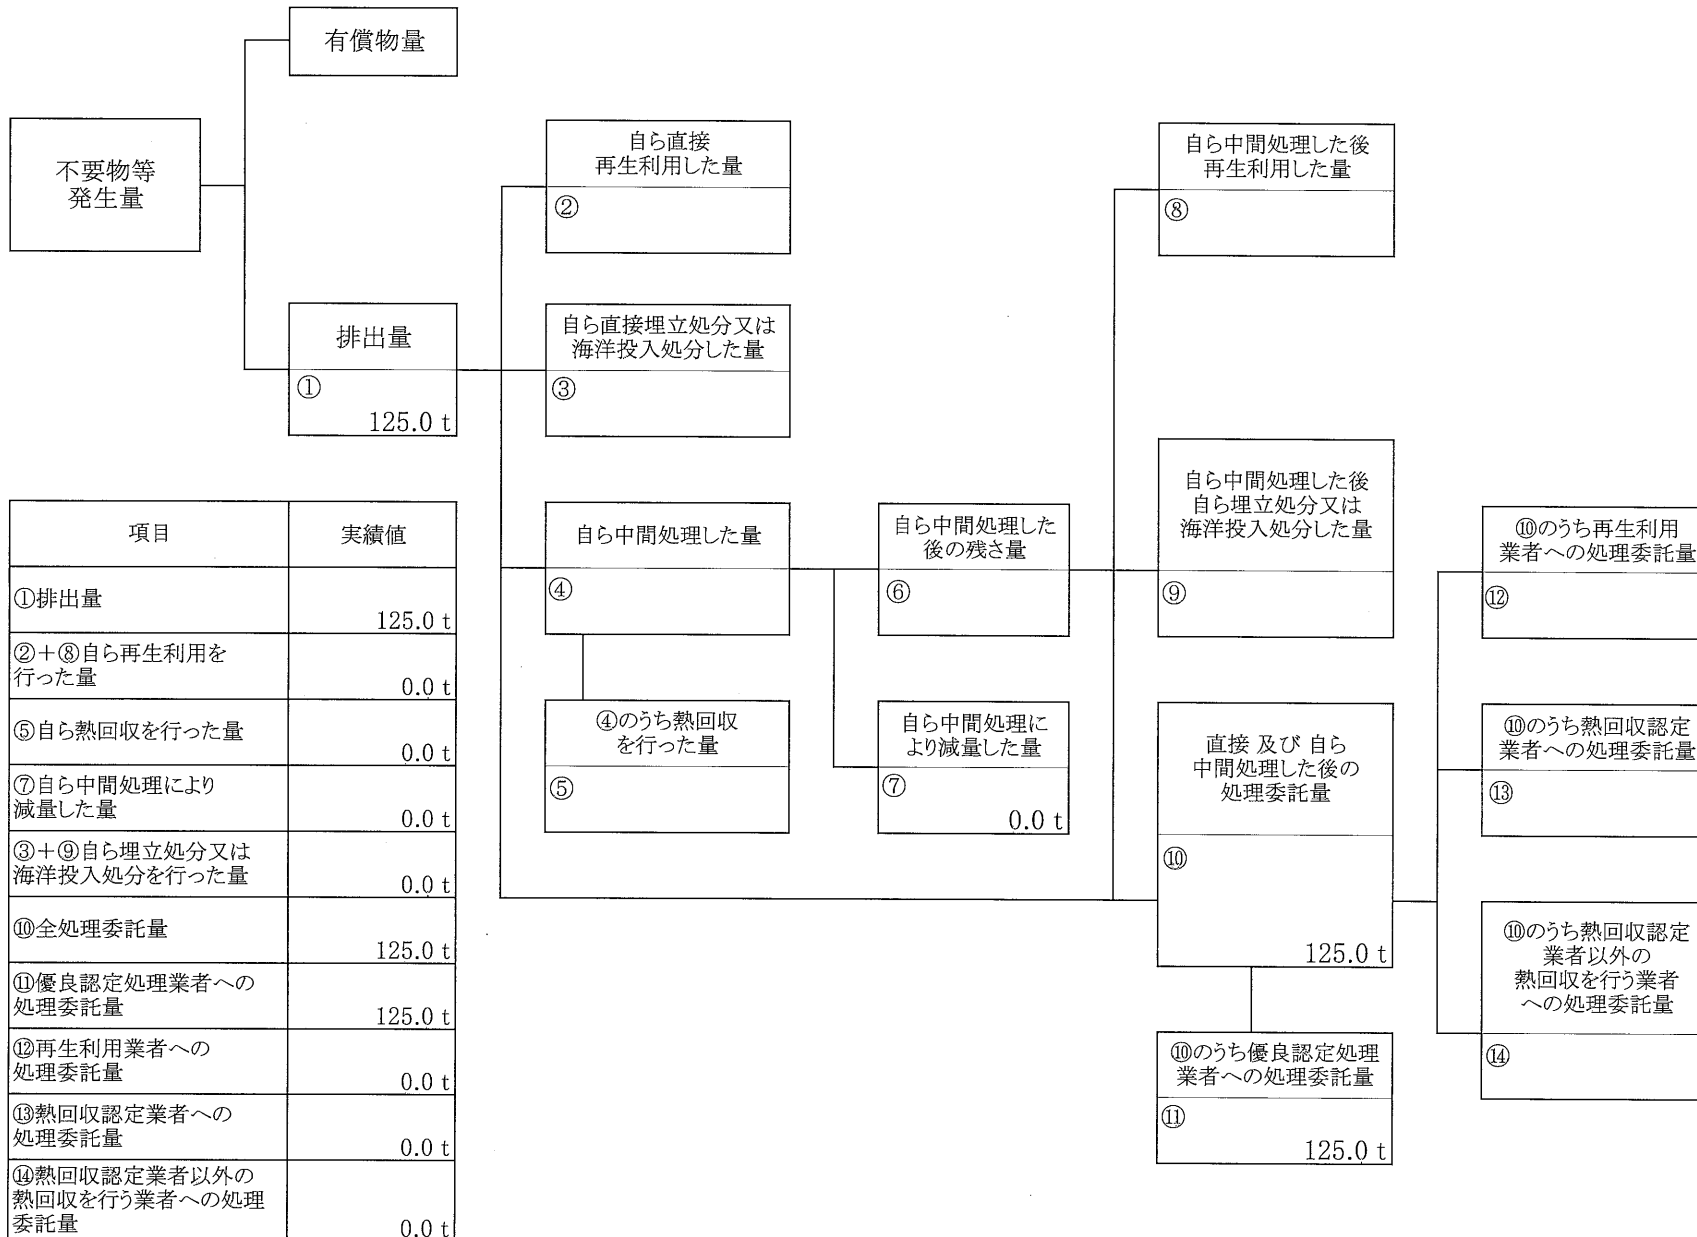 有償物量
不要物等
発生量
排出量
①
125.0 t
自ら直接
再生利用した量
②
自ら直接埋立処分又は
海洋投入処分した量
③
自ら中間処理した量
④
④のうち熱回収
を行った量
⑤
自ら中間処理した
後の残さ量
⑥
自ら中間処理に
より減量した量
⑦
0.0 t
自ら中間処理した後
再生利用した量
⑧
自ら中間処理した後
自ら埋立処分又は
海洋投入処分した量
⑨
直接 及び 自ら
中間処理した後の
処理委託量
⑩
125.0 t
⑩のうち優良認定処理
業者への処理委託量
⑪
125.0 t
⑩のうち再生利用
業者への処理委託量
⑫
⑩のうち熱回収認定
業者への処理委託量
⑬
⑩のうち熱回収認定
業者以外の
熱回収を行う業者
への処理委託量
⑭
項目 実績値
①排出量
125.0 t
②+⑧自ら再生利用を
行った量
0.0 t
⑤自ら熱回収を行った量
0.0 t
⑦自ら中間処理により
減量した量
0.0 t
③+⑨自ら埋立処分又は
海洋投入処分を行った量
0.0 t
⑩全処理委託量
125.0 t
⑪優良認定処理業者への
処理委託量
125.0 t
⑫再生利用業者への
処理委託量
0.0 t
⑬熱回収認定業者への
処理委託量
0.0 t
⑭熱回収認定業者以外の
熱回収を行う業者への処理
委託量
0.0 t